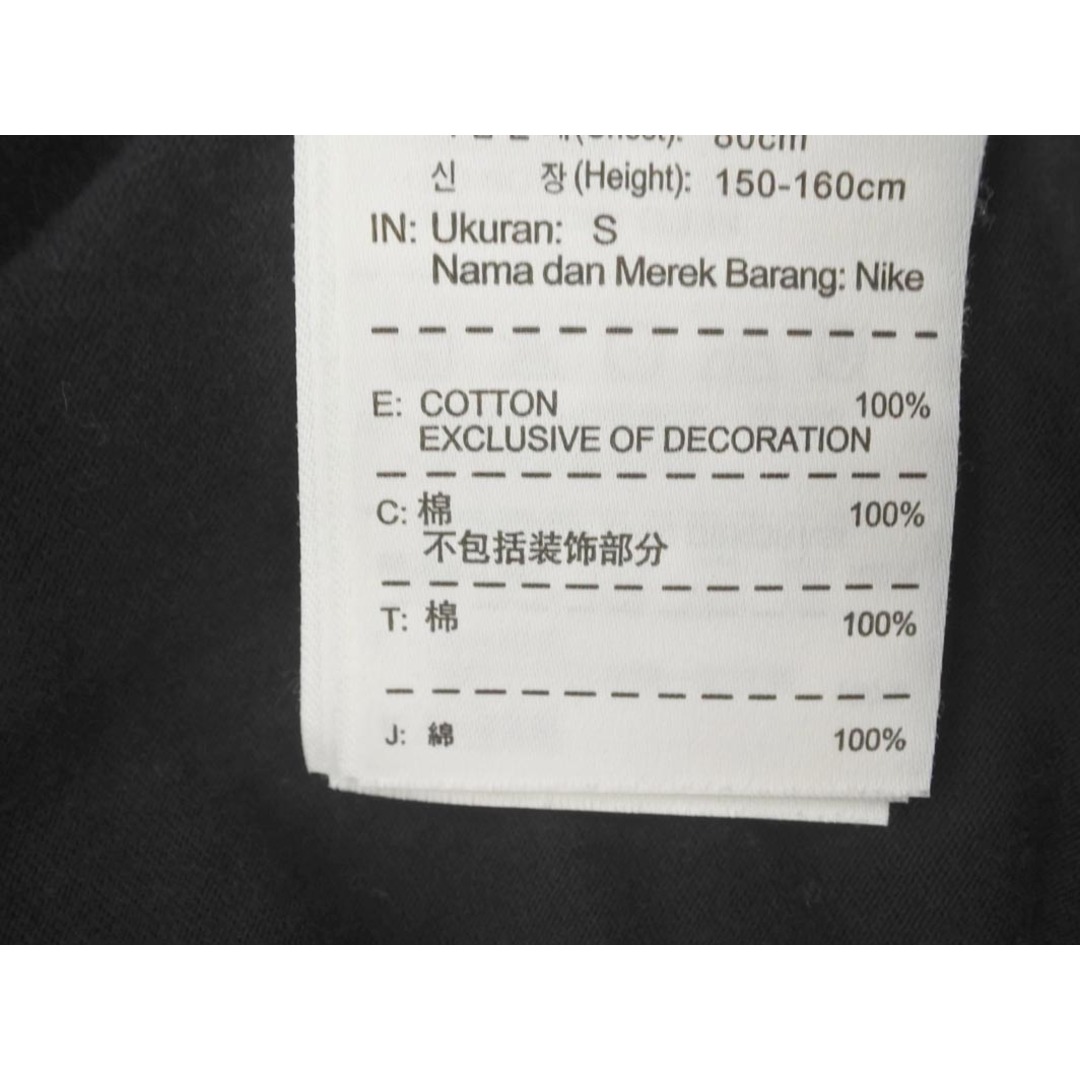 80cm
신 장 (Height): 150-160cm
IN: Ukuran: S
Nama dan Merek Barang: Nike
E: COTTON 100%
EXCLUSIVE OF DECORATION
C: 棉 100%
不包括装饰部分
T: 棉 100%
J: 綿 100%